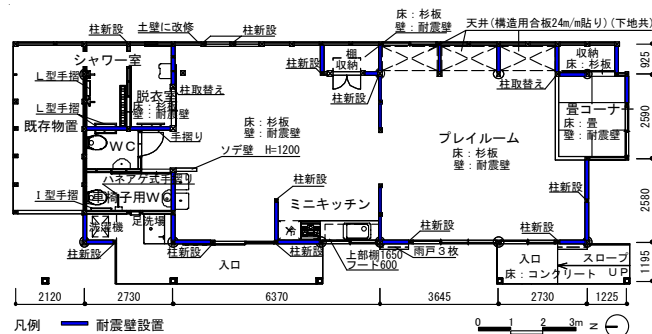 柱新設
土壁に改修
柱新設
床：杉板
壁：耐震壁
天井(構造用合板24m/m貼り)(下地共)
シャワー室
棚
収納
収納
床：杉板
柱新設
L型手摺
脱衣室
床：杉板
壁：耐震壁
柱取替え
柱新設
柱取替え
畳コーナー
床：畳
壁：耐震壁
L型手摺
既存物置
手摺り
WC
床：杉板
壁：耐震壁
プレイルーム
床：杉板
壁：耐震壁
ソデ壁 H=1200
ハネアゲ式手摺り
I型手摺
車椅子用WC
柱新設
ミニキッチン
柱新設
洗濯機
足洗場
冷
柱新設
柱新設
柱新設
柱新設
入口
柱新設
上部棚1650
フード600
雨戸3枚
入口
スロープ
床：コンクリート UP
925
2590
2580
1195
2120
2730
6370
3645
2730
1225
凡例
耐震壁設置
0 1 2 3m
N